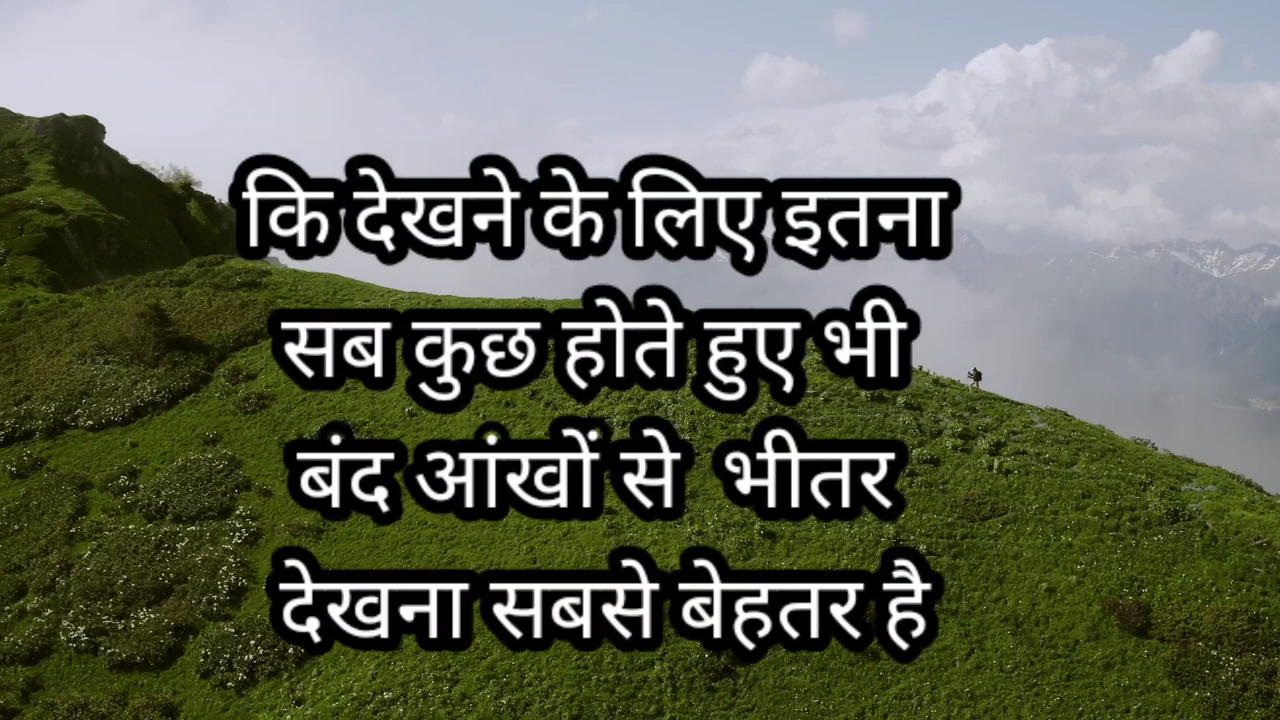 कि देखने के लिए इतना
सब कुछ होते हुए भी
बंद आंखों से भीतर
देखना सबसे बेहतर है